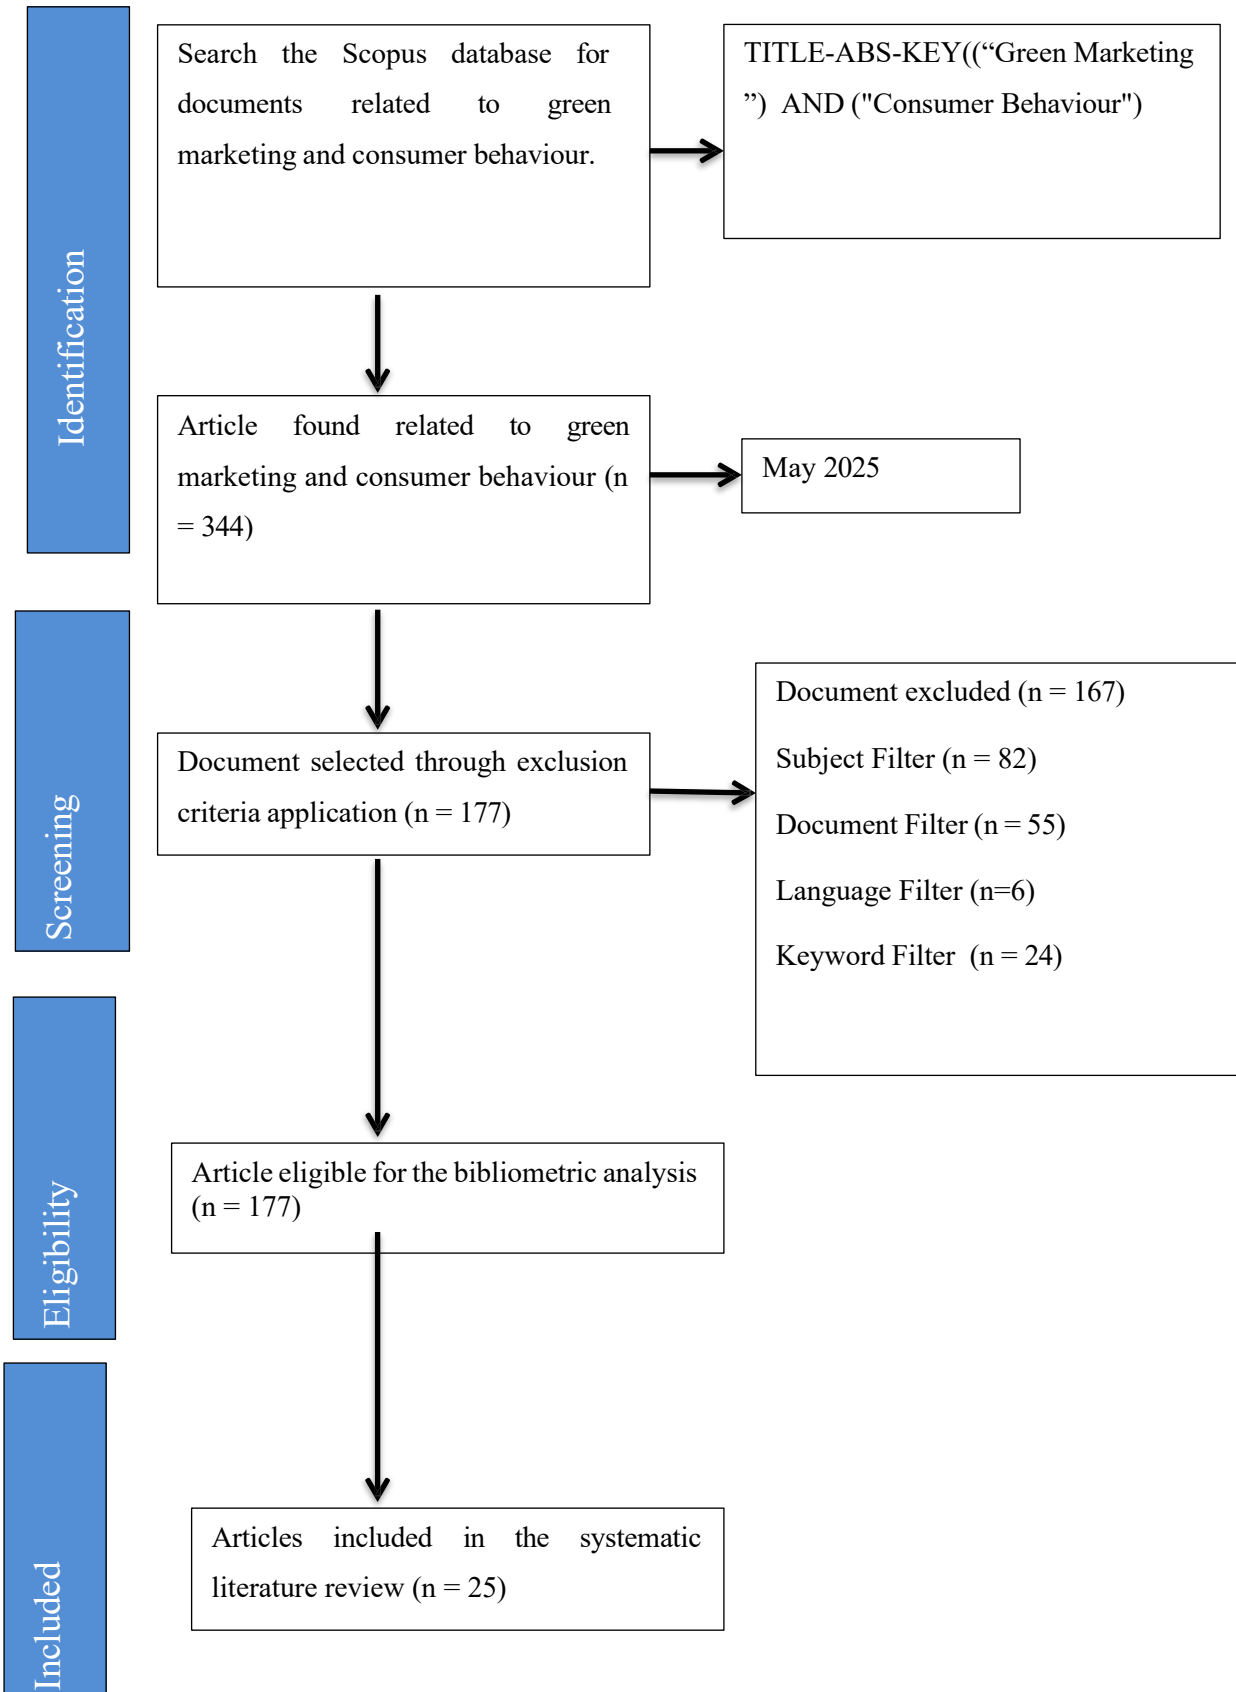 Identification
Search the Scopus database for
documents related to green
marketing and consumer behaviour.
TITLE-ABS-KEY((“Green Marketing
”) AND ("Consumer Behaviour")
Article found related to green
marketing and consumer behaviour (n
= 344)
May 2025
Screening
Document selected through exclusion
criteria application (n = 177)
Document excluded (n = 167)
Subject Filter (n = 82)
Document Filter (n = 55)
Language Filter (n=6)
Keyword Filter (n = 24)
Eligibility
Article eligible for the bibliometric analysis
(n = 177)
Included
Articles included in the systematic
literature review (n = 25)